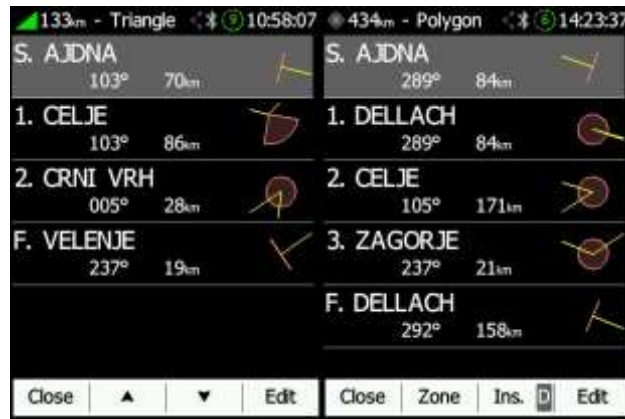 133km - Triangle 9 10:58:07
S. AJDNA
103° 70km
1. CELJE
103° 86km
2. CRNI VRH
005° 28km
F. VELENJE
237° 19km
Close ▲ ▼ Edit
434km - Polygon 6 14:23:37
S. AJDNA
289° 84km
1. DELLACH
289° 84km
2. CELJE
105° 171km
3. ZAGORJE
237° 21km
F. DELLACH
292° 158km
Close Zone Ins. D Edit